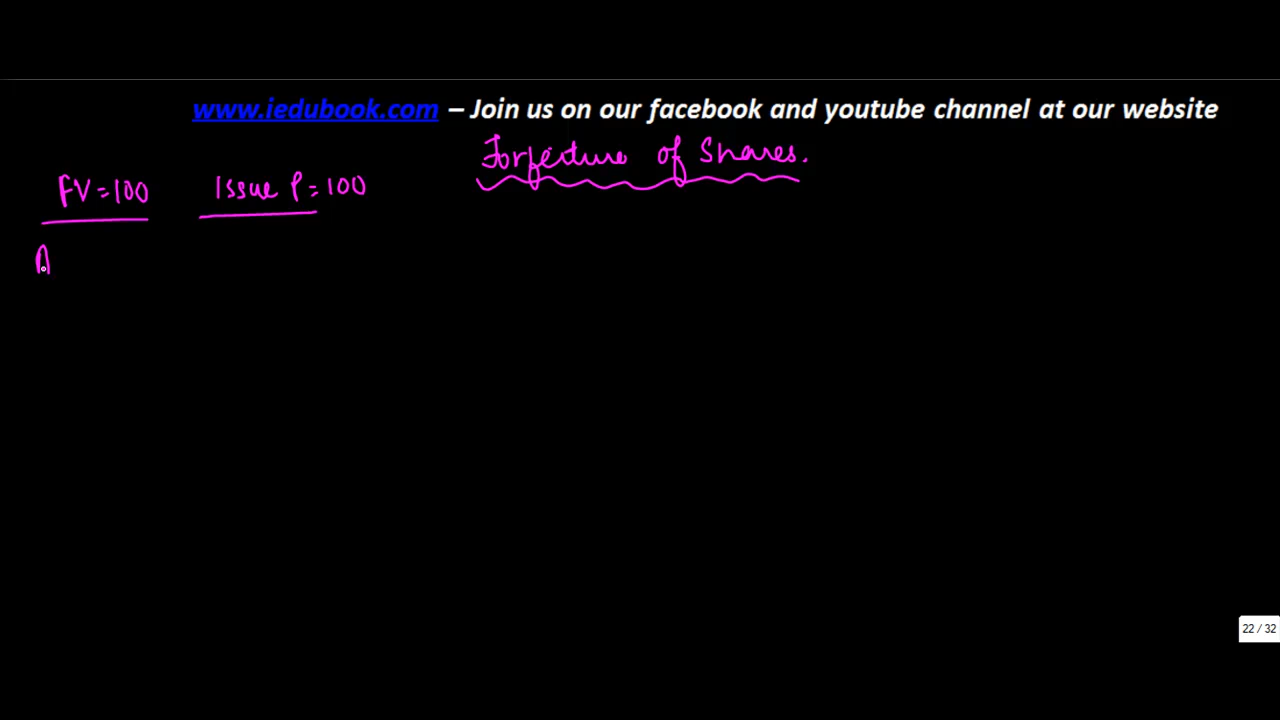 www.iedubook.com – Join us on our facebook and youtube channel at our website
Forfeiture of Shares.
FV=100 Issue P=100
A
22 / 32